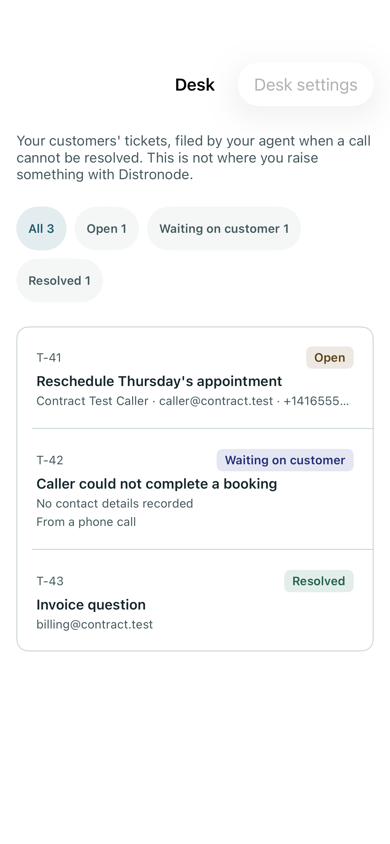 Desk
Desk settings
Your customers' tickets, filed by your agent when a call
cannot be resolved. This is not where you raise
something with Distronode.
All 3
Open 1
Waiting on customer 1
Resolved 1
T-41
Open
Reschedule Thursday's appointment
Contract Test Caller · caller@contract.test · +1416555...
T-42
Waiting on customer
Caller could not complete a booking
No contact details recorded
From a phone call
T-43
Resolved
Invoice question
billing@contract.test